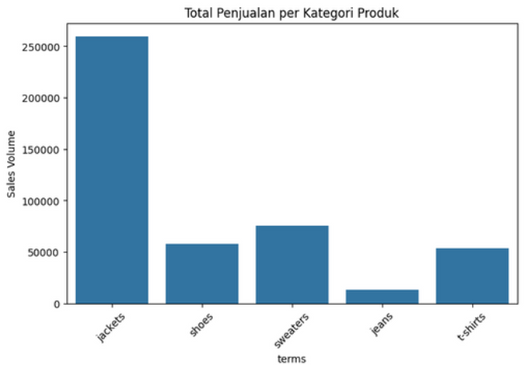 Total Penjualan per Kategori Produk
250000
200000
150000
100000
50000
0
Sales Volume
jackets
shoes
sweaters
jeans
t-shirts
terms